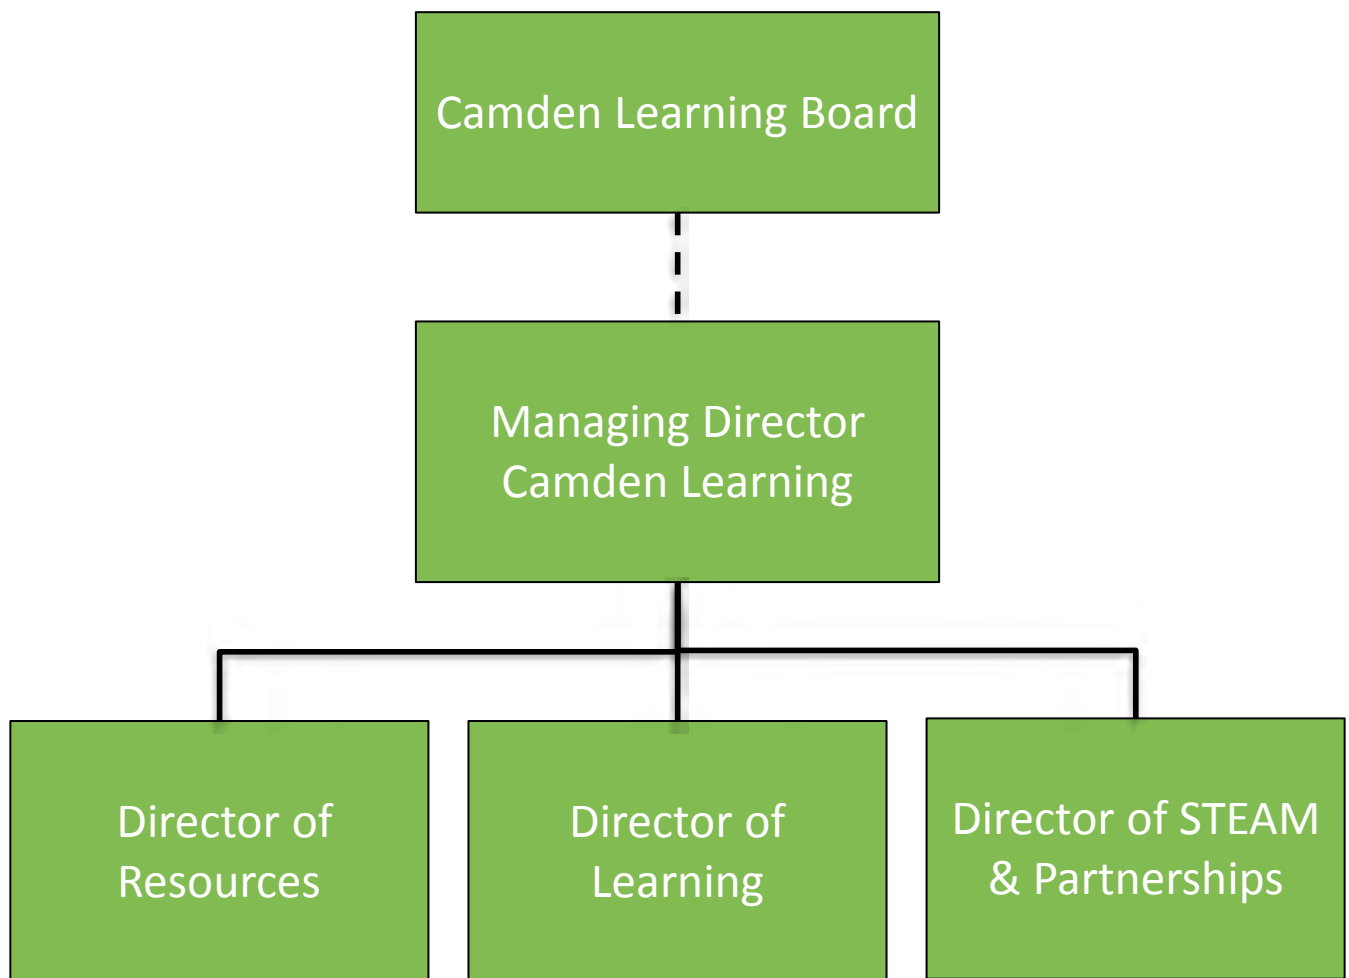 Camden Learning Board
Managing Director
Camden Learning
Director of
Resources
Director of
Learning
Director of STEAM
& Partnerships